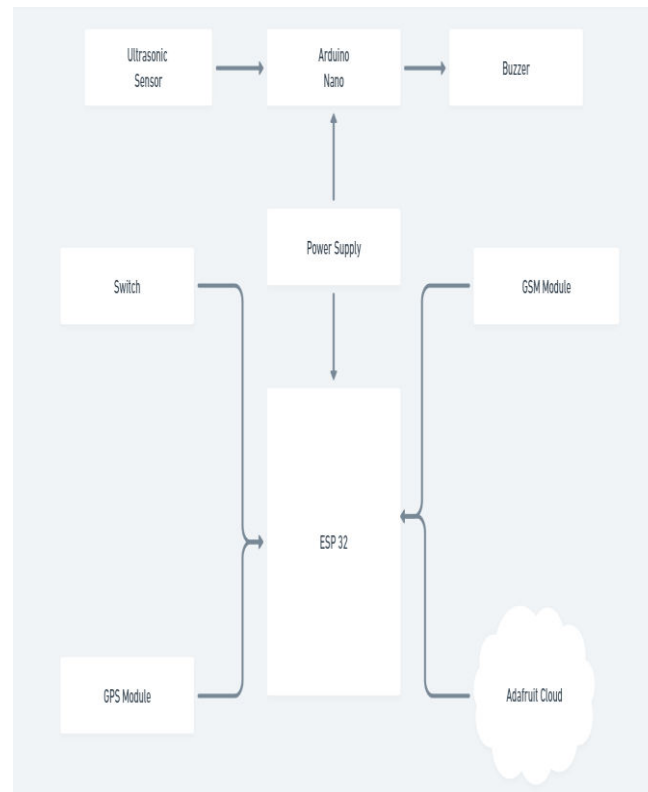 Ultrasonic
Sensor
Arduino
Nano
Buzzer
Power Supply
Switch
GSM Module
ESP 32
GPS Module
Adafruit Cloud